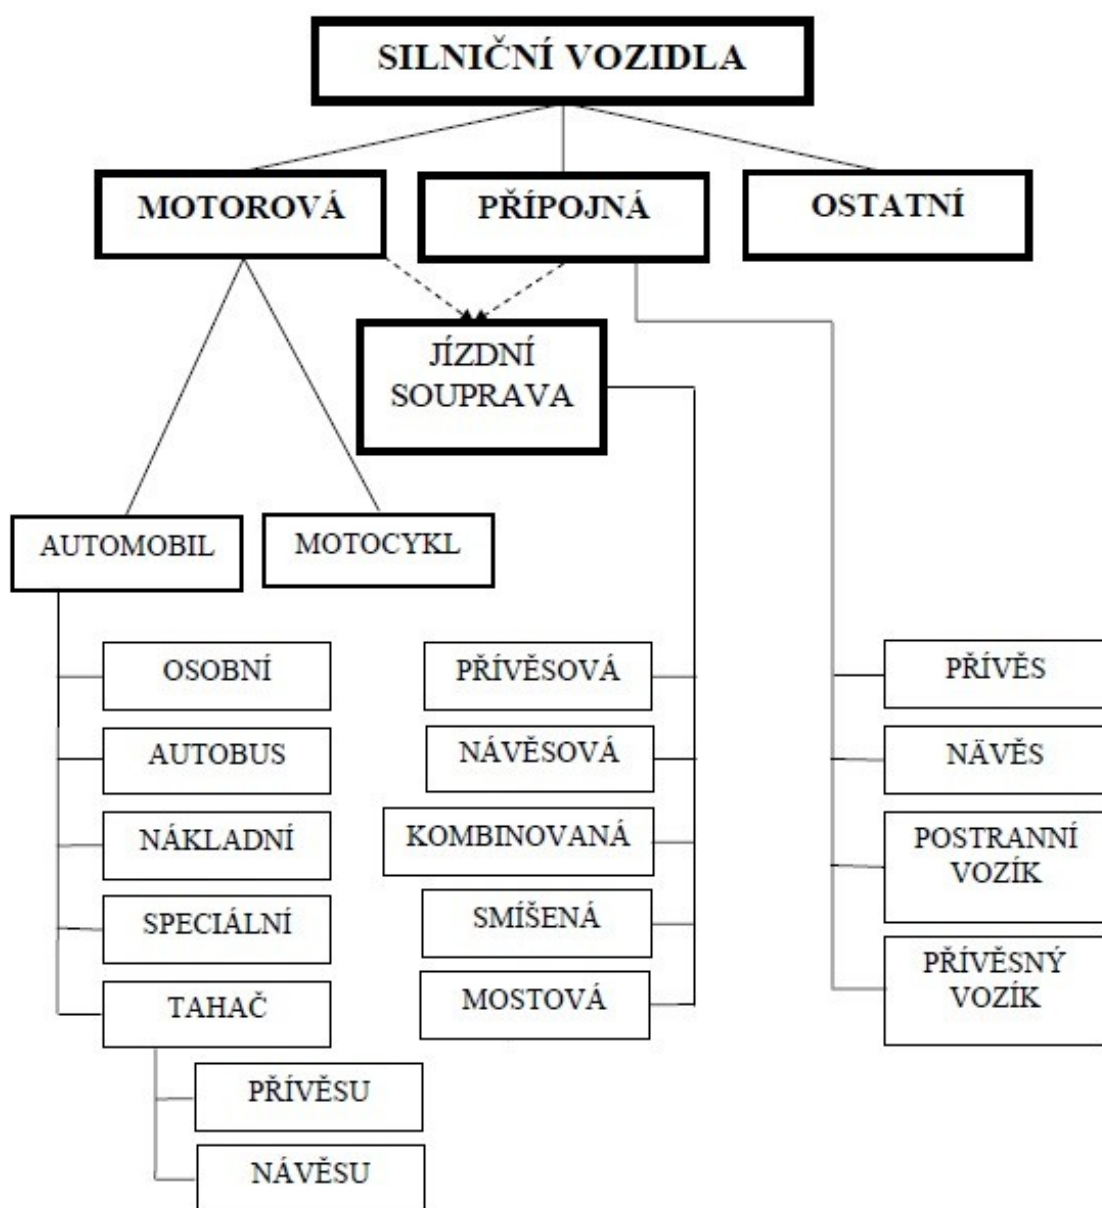 SILNIČNÍ VOZIDLA
MOTOROVÁ
PŘÍPOJNÁ
OSTATNÍ
JÍZDNÍ
SOUPRAVA
AUTOMOBIL
MOTOCYKL
OSOBNÍ
AUTOBUS
NÁKLADNÍ
SPECIÁLNÍ
TAHAČ
PŘÍVĚSU
NÁVĚSU
PŘÍVĚSOVÁ
NÁVĚSOVÁ
KOMBINOVANÁ
SMÍŠENÁ
MOSTOVÁ
PŘÍVĚS
NÄVĚS
POSTRANNÍ
VOZÍK
PŘÍVĚSNÝ
VOZÍK